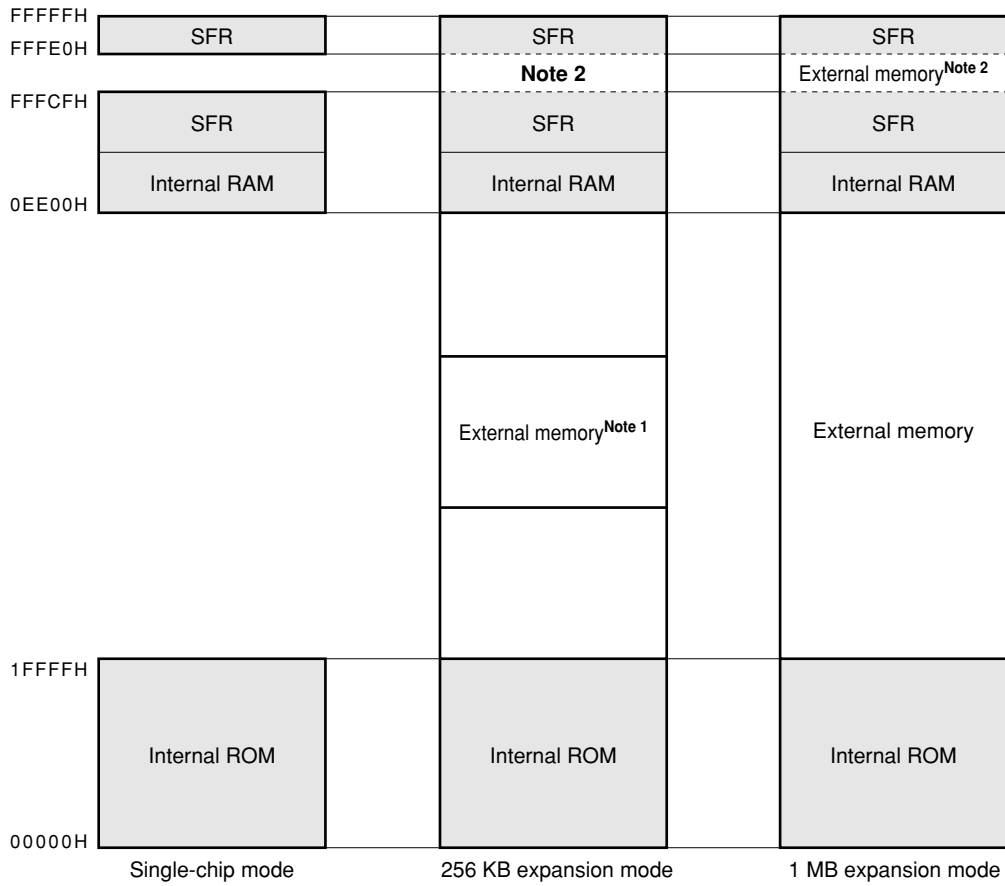 FFFFFH
SFR
SFR
SFR
FFFE0H
Note 2
External memoryNote 2
FFFCFH
SFR
SFR
SFR
Internal RAM
Internal RAM
Internal RAM
0EE00H
External memoryNote 1
External memory
1FFFFH
Internal ROM
Internal ROM
Internal ROM
00000H
Single-chip mode
256 KB expansion mode
1 MB expansion mode